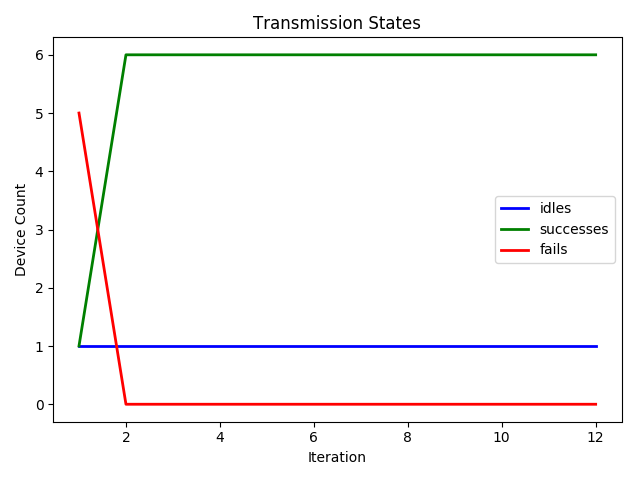 Transmission States
Device Count
6
5
4
3
2
1
0
idles
successes
fails
2 4 6 8 10 12
Iteration